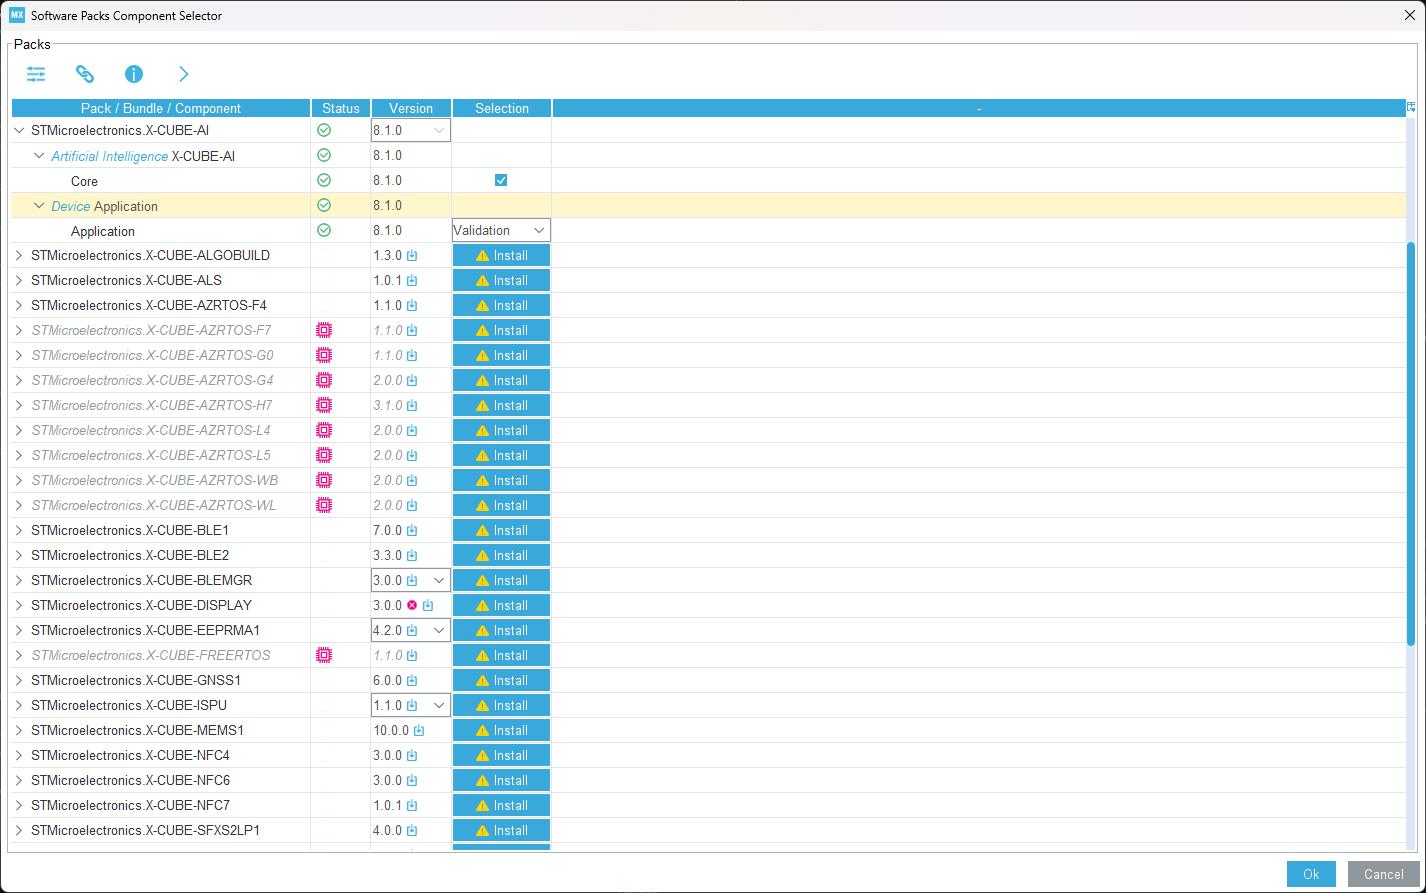 MX Software Packs Component Selector
Packs
Pack / Bundle / Component Status Version Selection -
STMicroelectronics.X-CUBE-AI 8.1.0
Artificial Intelligence X-CUBE-AI 8.1.0
Core 8.1.0
Device Application 8.1.0
Application 8.1.0 Validation
STMicroelectronics.X-CUBE-ALGOBUILD 1.3.0 Install
STMicroelectronics.X-CUBE-ALS 1.0.1 Install
STMicroelectronics.X-CUBE-AZRTOS-F4 1.1.0 Install
STMicroelectronics.X-CUBE-AZRTOS-F7 1.1.0 Install
STMicroelectronics.X-CUBE-AZRTOS-G0 1.1.0 Install
STMicroelectronics.X-CUBE-AZRTOS-G4 2.0.0 Install
STMicroelectronics.X-CUBE-AZRTOS-H7 3.1.0 Install
STMicroelectronics.X-CUBE-AZRTOS-L4 2.0.0 Install
STMicroelectronics.X-CUBE-AZRTOS-L5 2.0.0 Install
STMicroelectronics.X-CUBE-AZRTOS-WB 2.0.0 Install
STMicroelectronics.X-CUBE-AZRTOS-WL 2.0.0 Install
STMicroelectronics.X-CUBE-BLE1 7.0.0 Install
STMicroelectronics.X-CUBE-BLE2 3.3.0 Install
STMicroelectronics.X-CUBE-BLEMGR 3.0.0 Install
STMicroelectronics.X-CUBE-DISPLAY 3.0.0 Install
STMicroelectronics.X-CUBE-EEPRMA1 4.2.0 Install
STMicroelectronics.X-CUBE-FREERTOS 1.1.0 Install
STMicroelectronics.X-CUBE-GNSS1 6.0.0 Install
STMicroelectronics.X-CUBE-ISPU 1.1.0 Install
STMicroelectronics.X-CUBE-MEMS1 10.0.0 Install
STMicroelectronics.X-CUBE-NFC4 3.0.0 Install
STMicroelectronics.X-CUBE-NFC6 3.0.0 Install
STMicroelectronics.X-CUBE-NFC7 1.0.1 Install
STMicroelectronics.X-CUBE-SFXS2LP1 4.0.0 Install
Ok Cancel